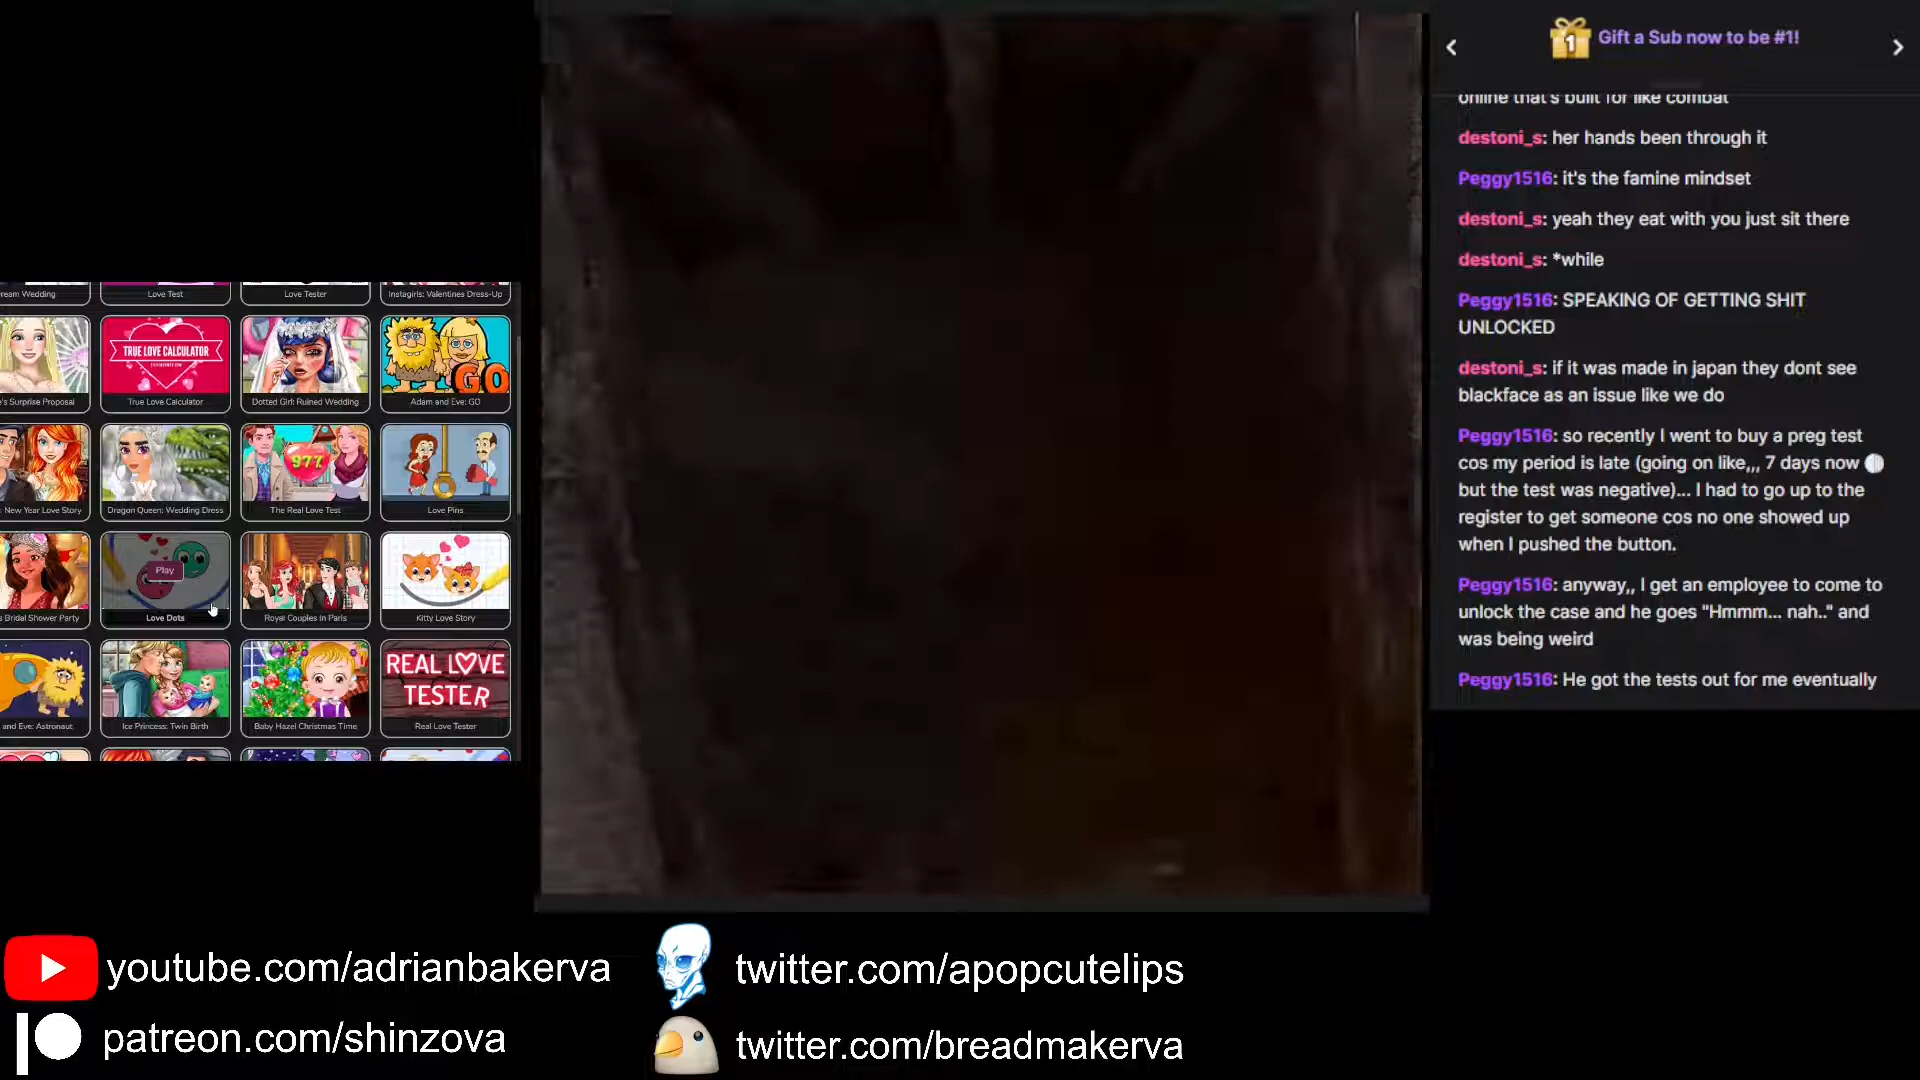 ream Wedding
Love Test
Love Tester
Instagirls: Valentines Dress-Up
TRUE LOVE CALCULATOR
GO
's Surprise Proposal
True Love Calculator
Dotted Girl: Ruined Wedding
Adam and Eve: GO
97%
: New Year Love Story
Dragon Queen: Wedding Dress
The Real Love Test
Love Pins
Play
s Bridal Shower Party
Love Dots
Royal Couples In Paris
Kitty Love Story
REAL LOVE
TESTER
and Eve: Astronaut
Ice Princess: Twin Birth
Baby Hazel Christmas Time
Real Love Tester
1
Gift a Sub now to be #1!
online that's built for like combat
destoni_s: her hands been through it
Peggy1516: it's the famine mindset
destoni_s: yeah they eat with you just sit there
destoni_s: *while
Peggy1516: SPEAKING OF GETTING SHIT
UNLOCKED
destoni_s: if it was made in japan they dont see
blackface as an issue like we do
Peggy1516: so recently I went to buy a preg test
cos my period is late (going on like,,, 7 days now
but the test was negative)... I had to go up to the
register to get someone cos no one showed up
when I pushed the button.
Peggy1516: anyway,, I get an employee to come to
unlock the case and he goes "Hmmm... nah.." and
was being weird
Peggy1516: He got the tests out for me eventually
youtube.com/adrianbakerva
twitter.com/apopcutelips
patreon.com/shinzova
twitter.com/breadmakerva